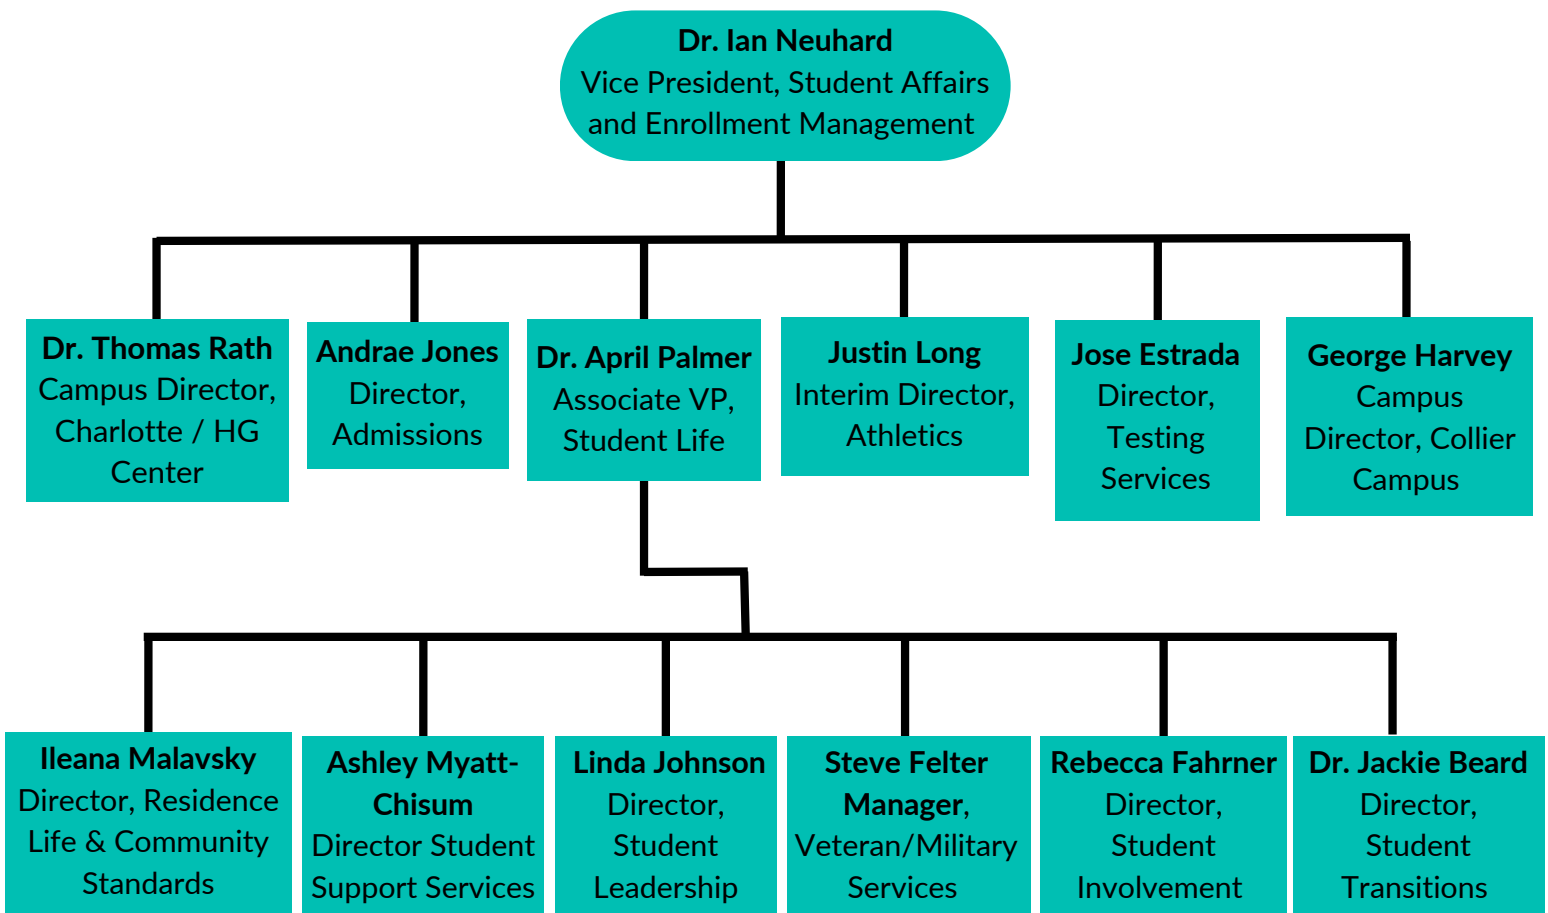 Dr. Ian Neuhard
Vice President, Student Affairs
and Enrollment Management
Dr. Thomas Rath
Campus Director,
Charlotte / HG
Center
Andrae Jones
Director,
Admissions
Dr. April Palmer
Associate VP,
Student Life
Justin Long
Interim Director,
Athletics
Jose Estrada
Director,
Testing
Services
George Harvey
Campus
Director, Collier
Campus
Ileana Malavsky
Director, Residence
Life & Community
Standards
Ashley Myatt-
Chisum
Director Student
Support Services
Linda Johnson
Director,
Student
Leadership
Steve Felter
Manager,
Veteran/Military
Services
Rebecca Fahrner
Director,
Student
Involvement
Dr. Jackie Beard
Director,
Student
Transitions